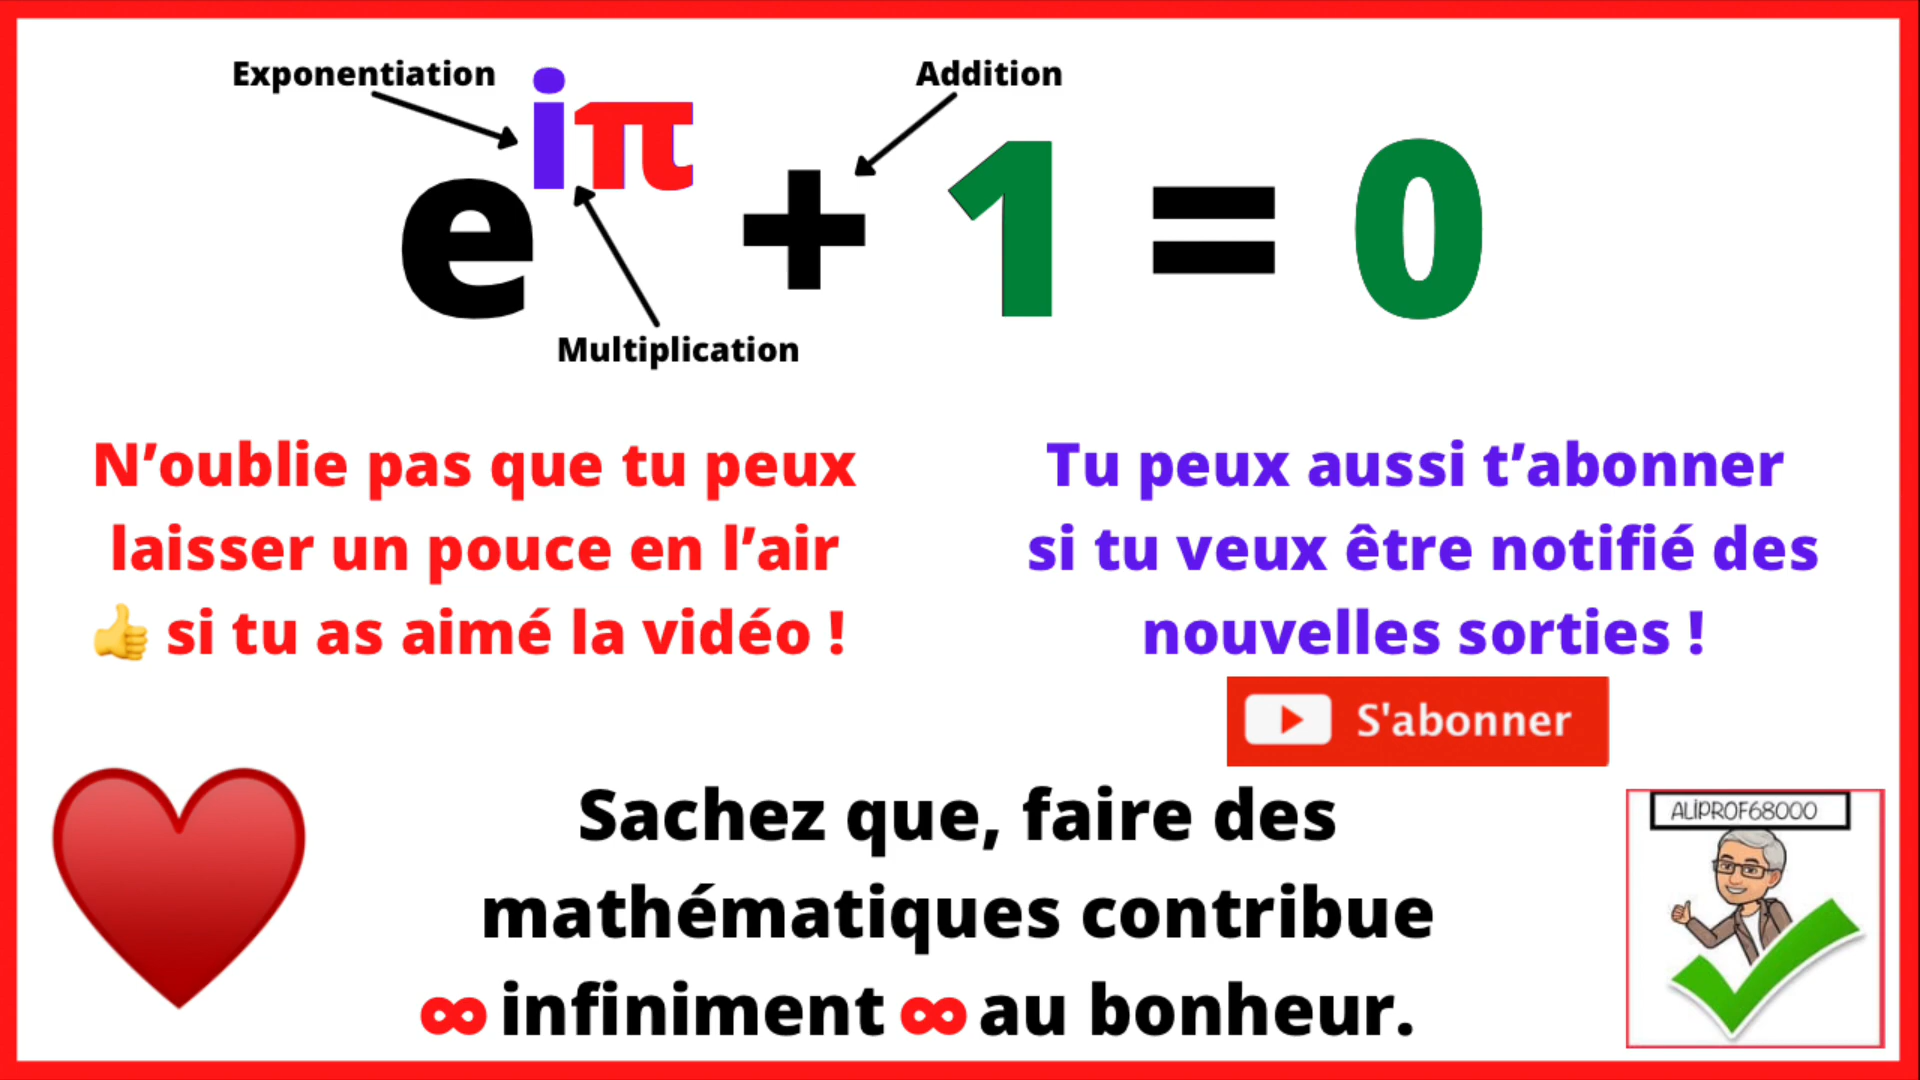 Exponentiation
Addition
e^{iπ} + 1 = 0
Multiplication
N’oublie pas que tu peux
laisser un pouce en l’air
👍 si tu as aimé la vidéo !
Tu peux aussi t’abonner
si tu veux être notifié des
nouvelles sorties !
S'abonner
Sachez que, faire des
mathématiques contribue
∞ infiniment ∞ au bonheur.
ALIPROF68000